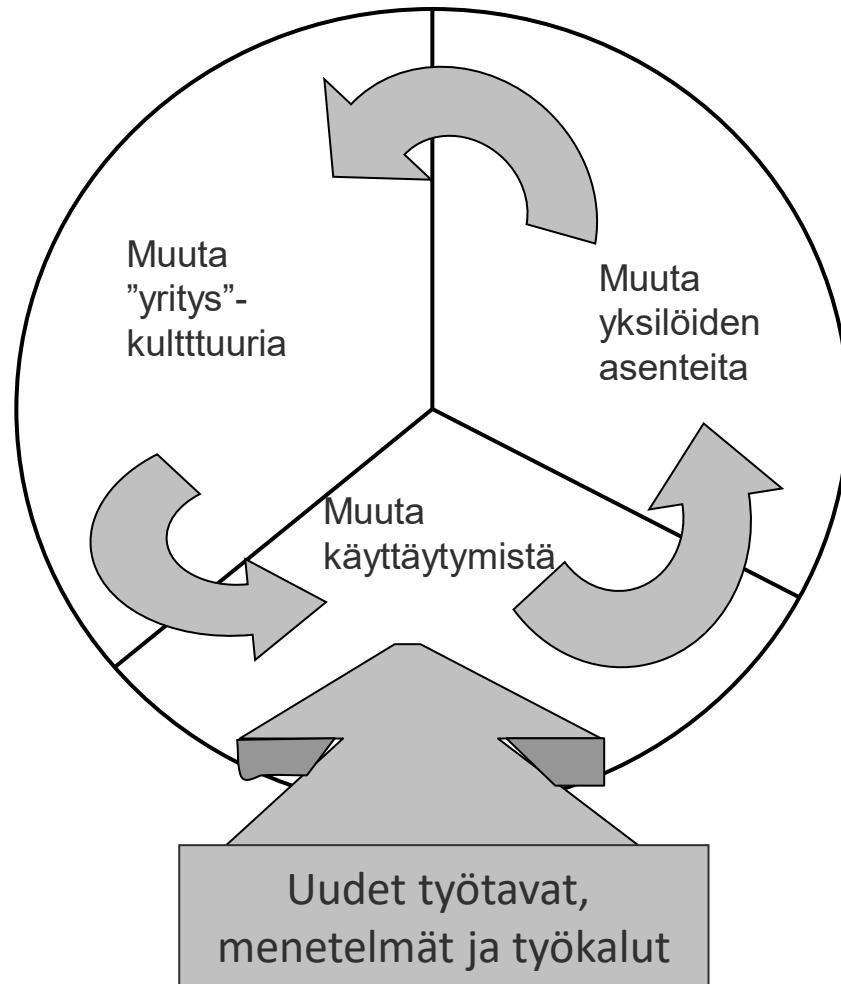 Muuta
”yritys”-
kultttuuria
Muuta
yksilöiden
asenteita
Muuta
käyttäytymistä
Uudet työtavat,
menetelmät ja työkalut